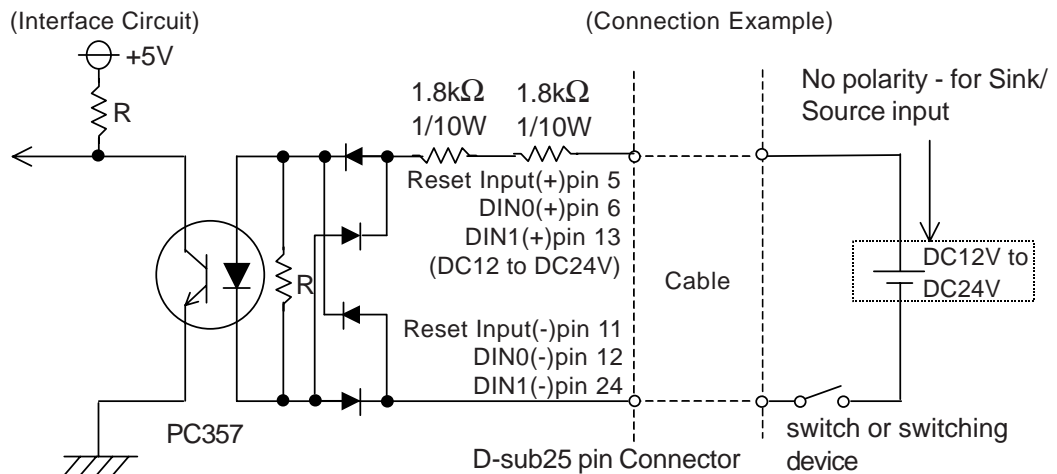 (Interface Circuit)
(Connection Example)
+5V
R
1.8kΩ
1/10W
1.8kΩ
1/10W
No polarity - for Sink/
Source input
Reset Input(+)pin 5
DIN0(+)pin 6
DIN1(+)pin 13
(DC12 to DC24V)
R
Cable
DC12V to
DC24V
Reset Input(-)pin 11
DIN0(-)pin 12
DIN1(-)pin 24
PC357
D-sub25 pin Connector
switch or switching
device